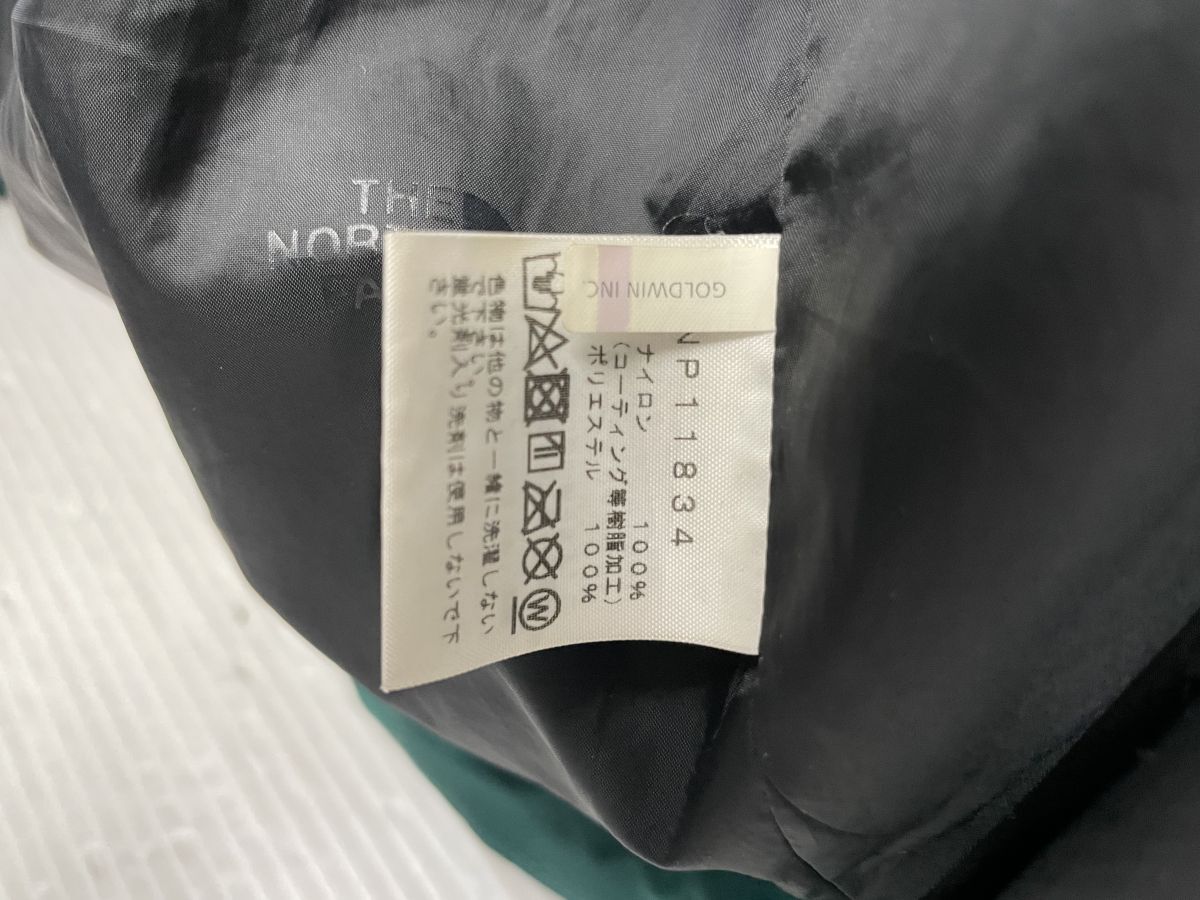 THE
NOR
FA
GOLDWIN INC.
NP11834
ナイロン 100%
(コーティング等樹脂加工)
ポリエステル 100%
W
色物は他の物と一緒に洗濯しない
で下さい。
蛍光剤入り洗剤は使用しないで下
さい。